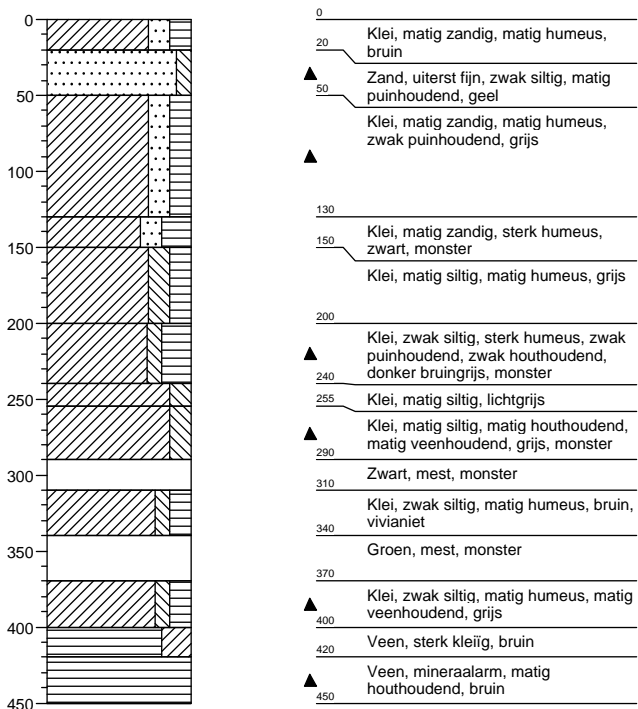 0
50
100
150
200
250
300
350
400
450
0
Klei, matig zandig, matig humeus,
bruin
20
Zand, uiterst fijn, zwak siltig, matig
puinhoudend, geel
50
Klei, matig zandig, matig humeus,
zwak puinhoudend, grijs
130
Klei, matig zandig, sterk humeus,
zwart, monster
150
Klei, matig siltig, matig humeus, grijs
200
Klei, zwak siltig, sterk humeus, zwak
puinhoudend, zwak houthoudend,
donker bruingrijs, monster
240
Klei, matig siltig, lichtgrijs
255
Klei, matig siltig, matig houthoudend,
matig veenhoudend, grijs, monster
290
Zwart, mest, monster
310
Klei, zwak siltig, matig humeus, bruin,
vivianiet
340
Groen, mest, monster
370
Klei, zwak siltig, matig humeus, matig
veenhoudend, grijs
400
Veen, sterk kleiïg, bruin
420
Veen, mineraalarm, matig
houthoudend, bruin
450